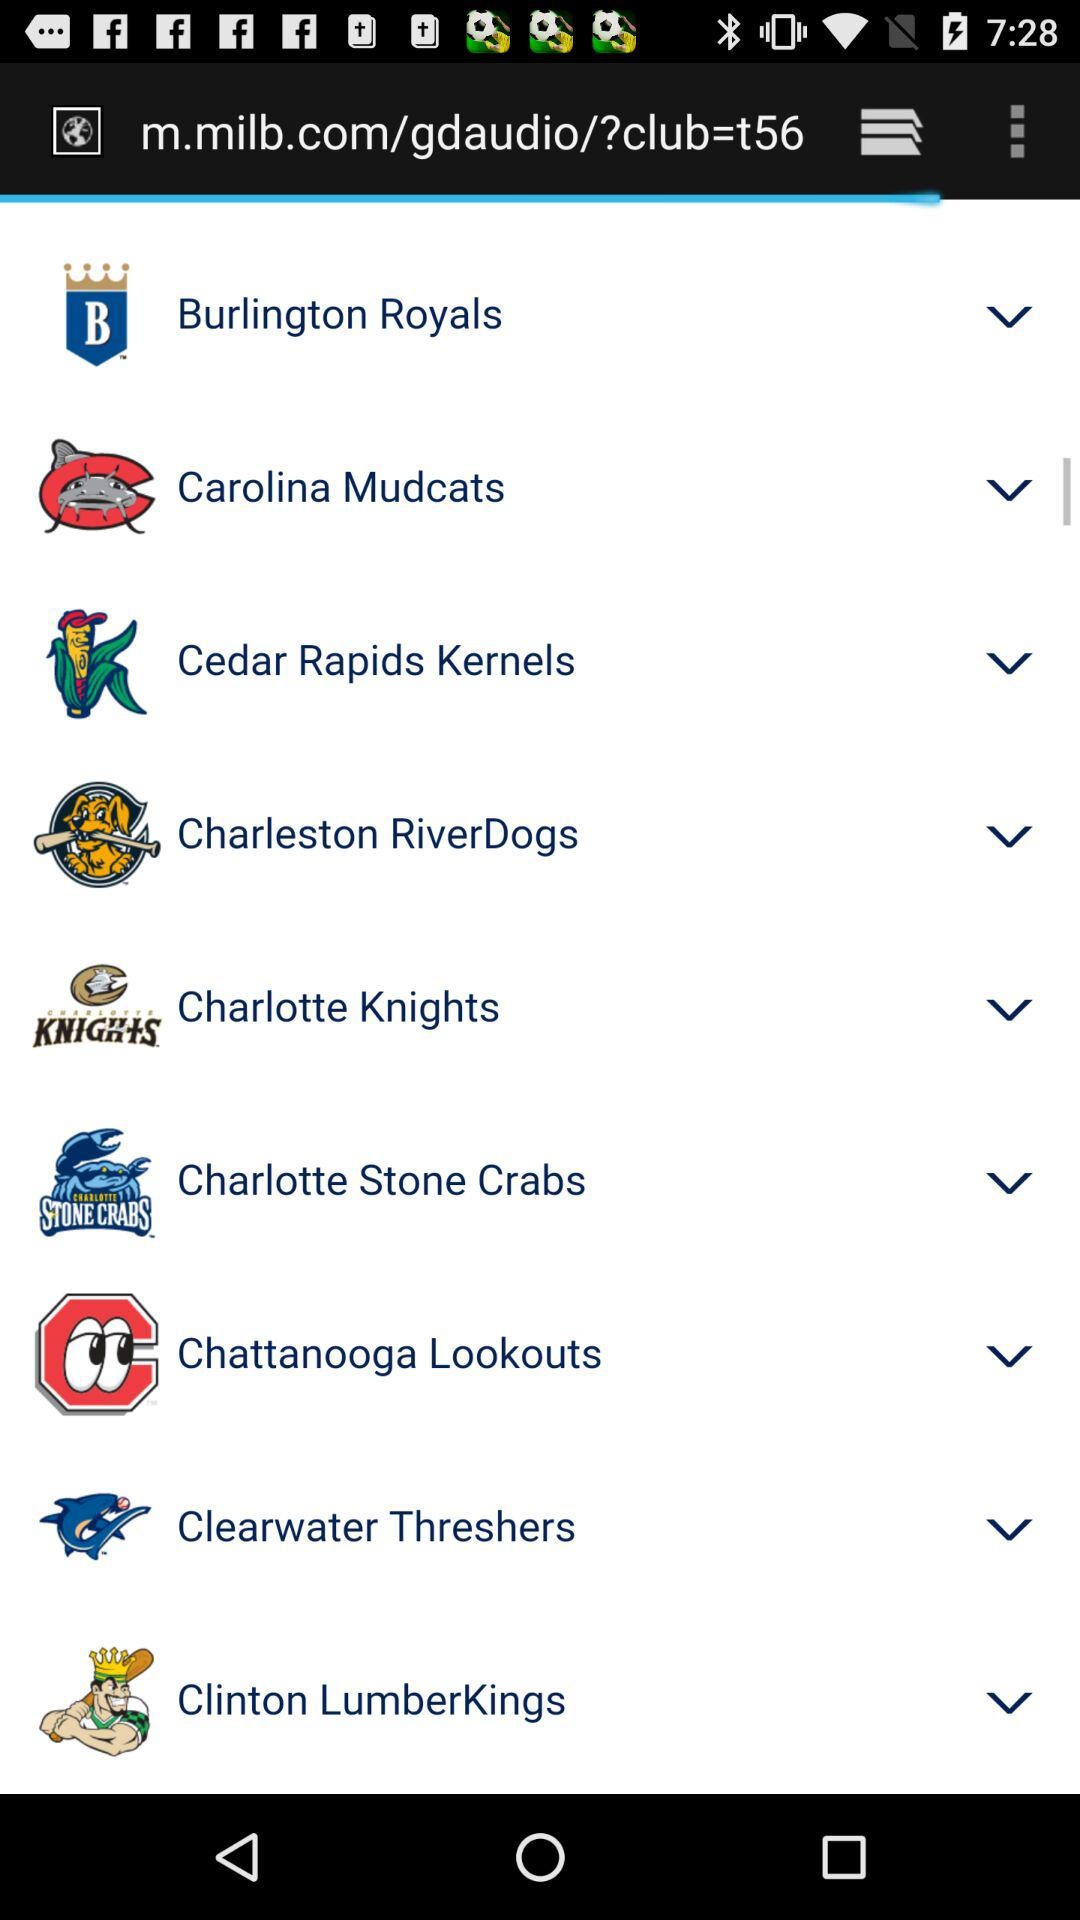 7:28
m.milb.com/gdaudio/?club=t56
B
Burlington Royals
Carolina Mudcats
K
Cedar Rapids Kernels
Charleston RiverDogs
CHARLOTTE
KNIGHTS
Charlotte Knights
CHARLOTTE
STONE CRABS
Charlotte Stone Crabs
C
Chattanooga Lookouts
Clearwater Threshers
Clinton LumberKings